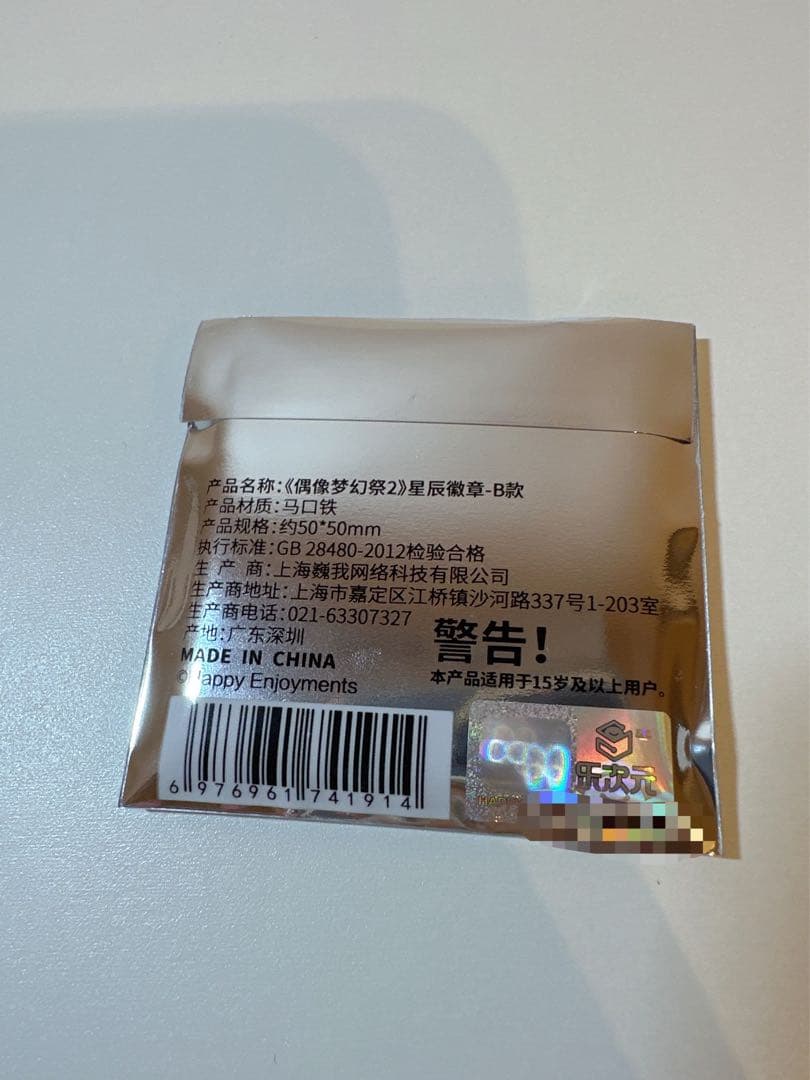 产品名称:《偶像梦幻祭2》星辰徽章-B款
产品材质:马口铁
产品规格:约50*50mm
执行标准:GB 28480-2012检验合格
生 产 商:上海巍我网络科技有限公司
生产商地址:上海市嘉定区江桥镇沙河路337号1-203室
生产商电话:021-63307327
产地:广东深圳
MADE IN CHINA
©Happy Enjoyments
警告!
本产品适用于15岁及以上用户。
6 976961 741914
乐次元